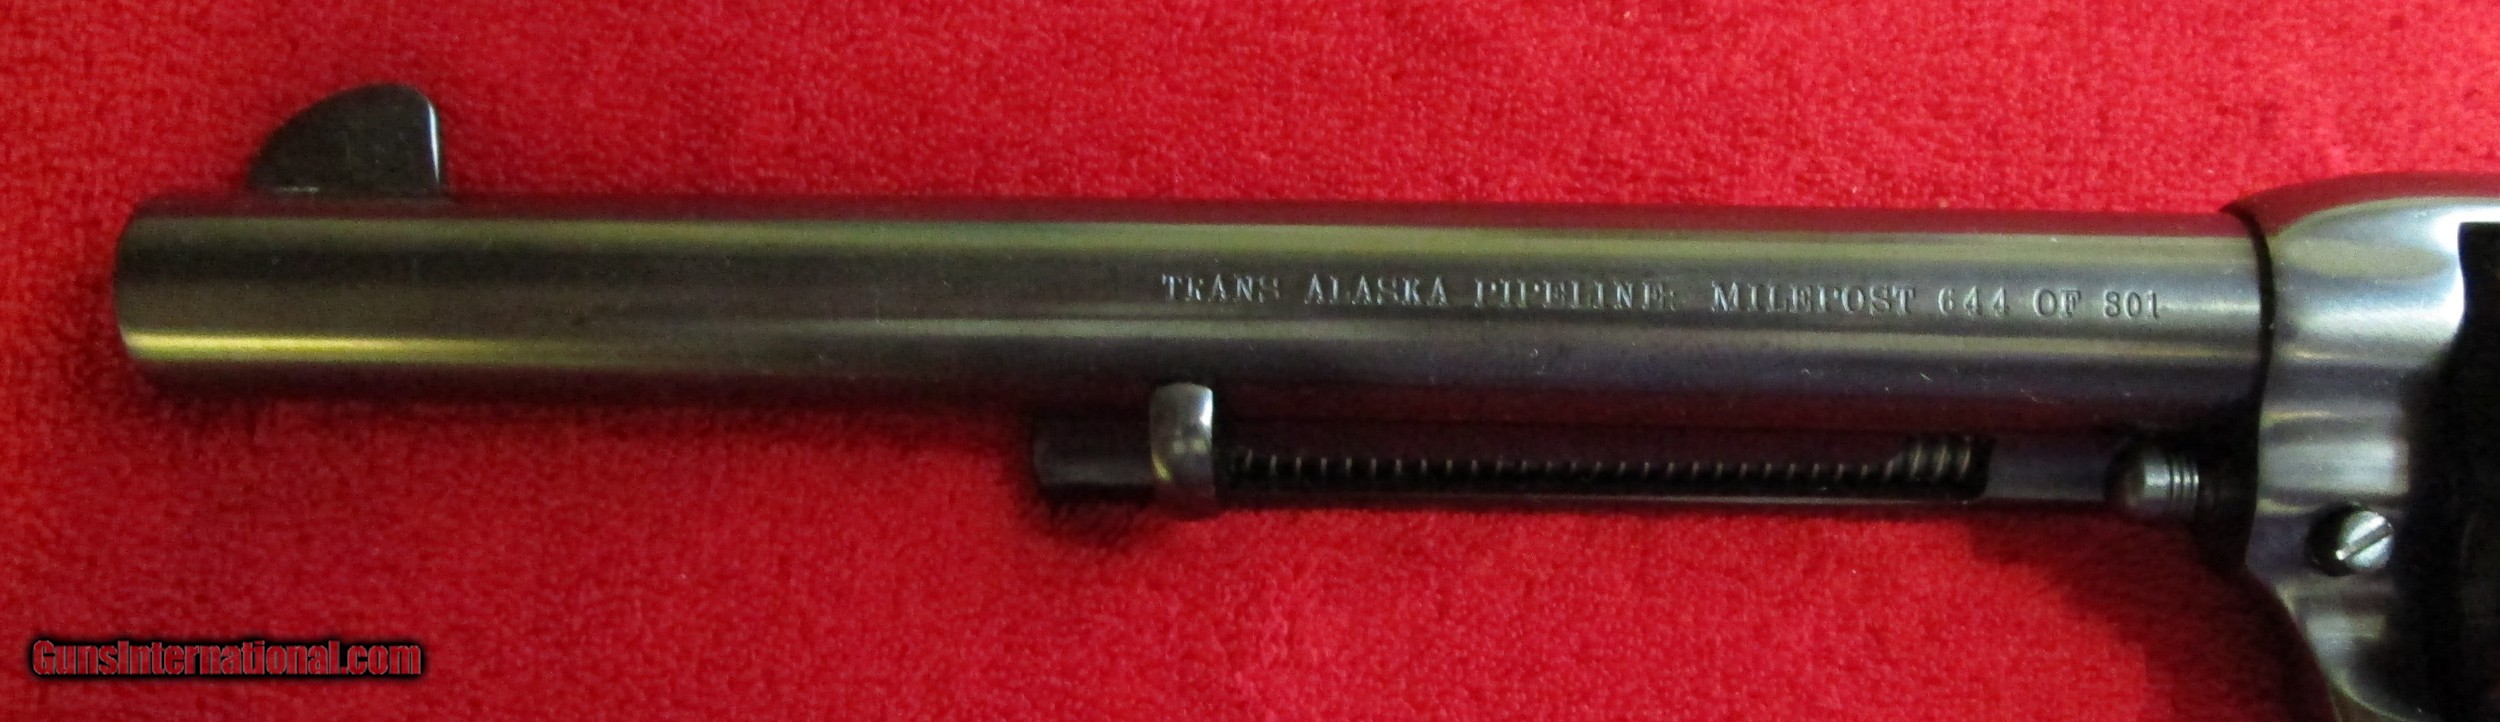 TRANS ALASKA PIPELINE: MILEPOST 644 OF 801
GunsInternational.com